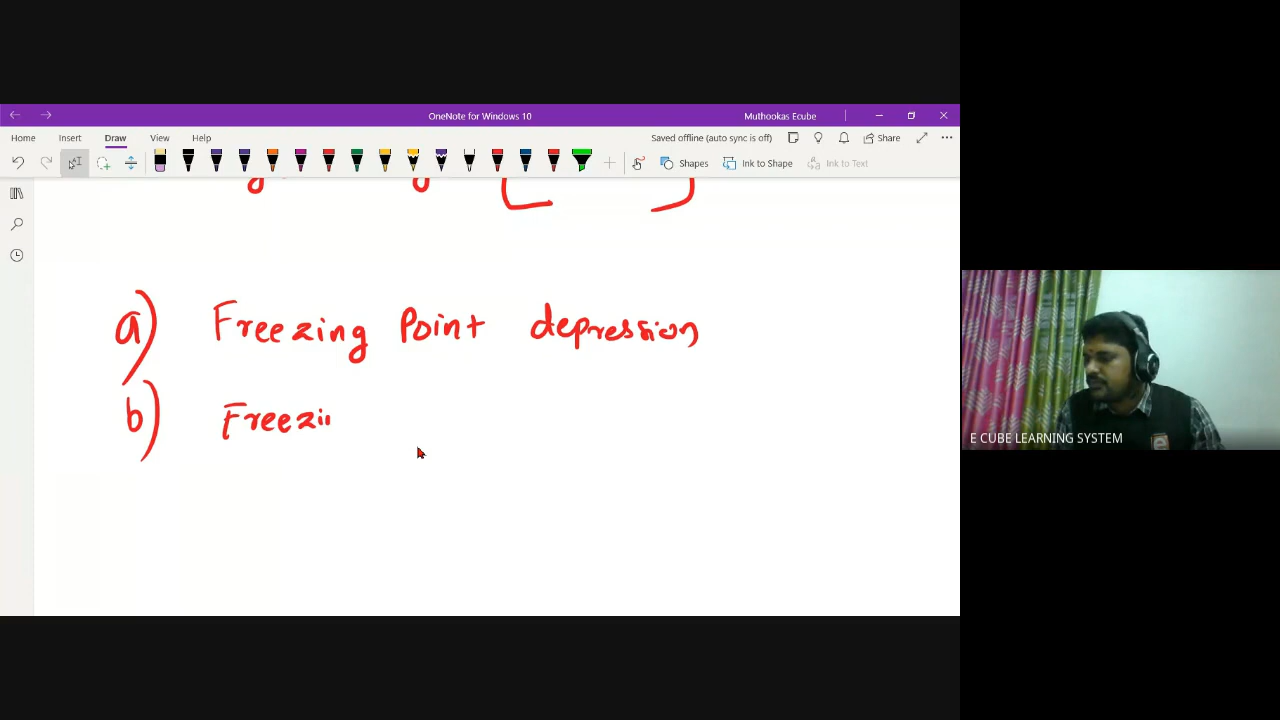 OneNote for Windows 10
Muthookas Ecube
Home Insert Draw View Help
Saved offline (auto sync is off)
Share
Shapes
Ink to Shape
Ink to Text
a) Freezing Point depression
b) Freezi
E CUBE LEARNING SYSTEM